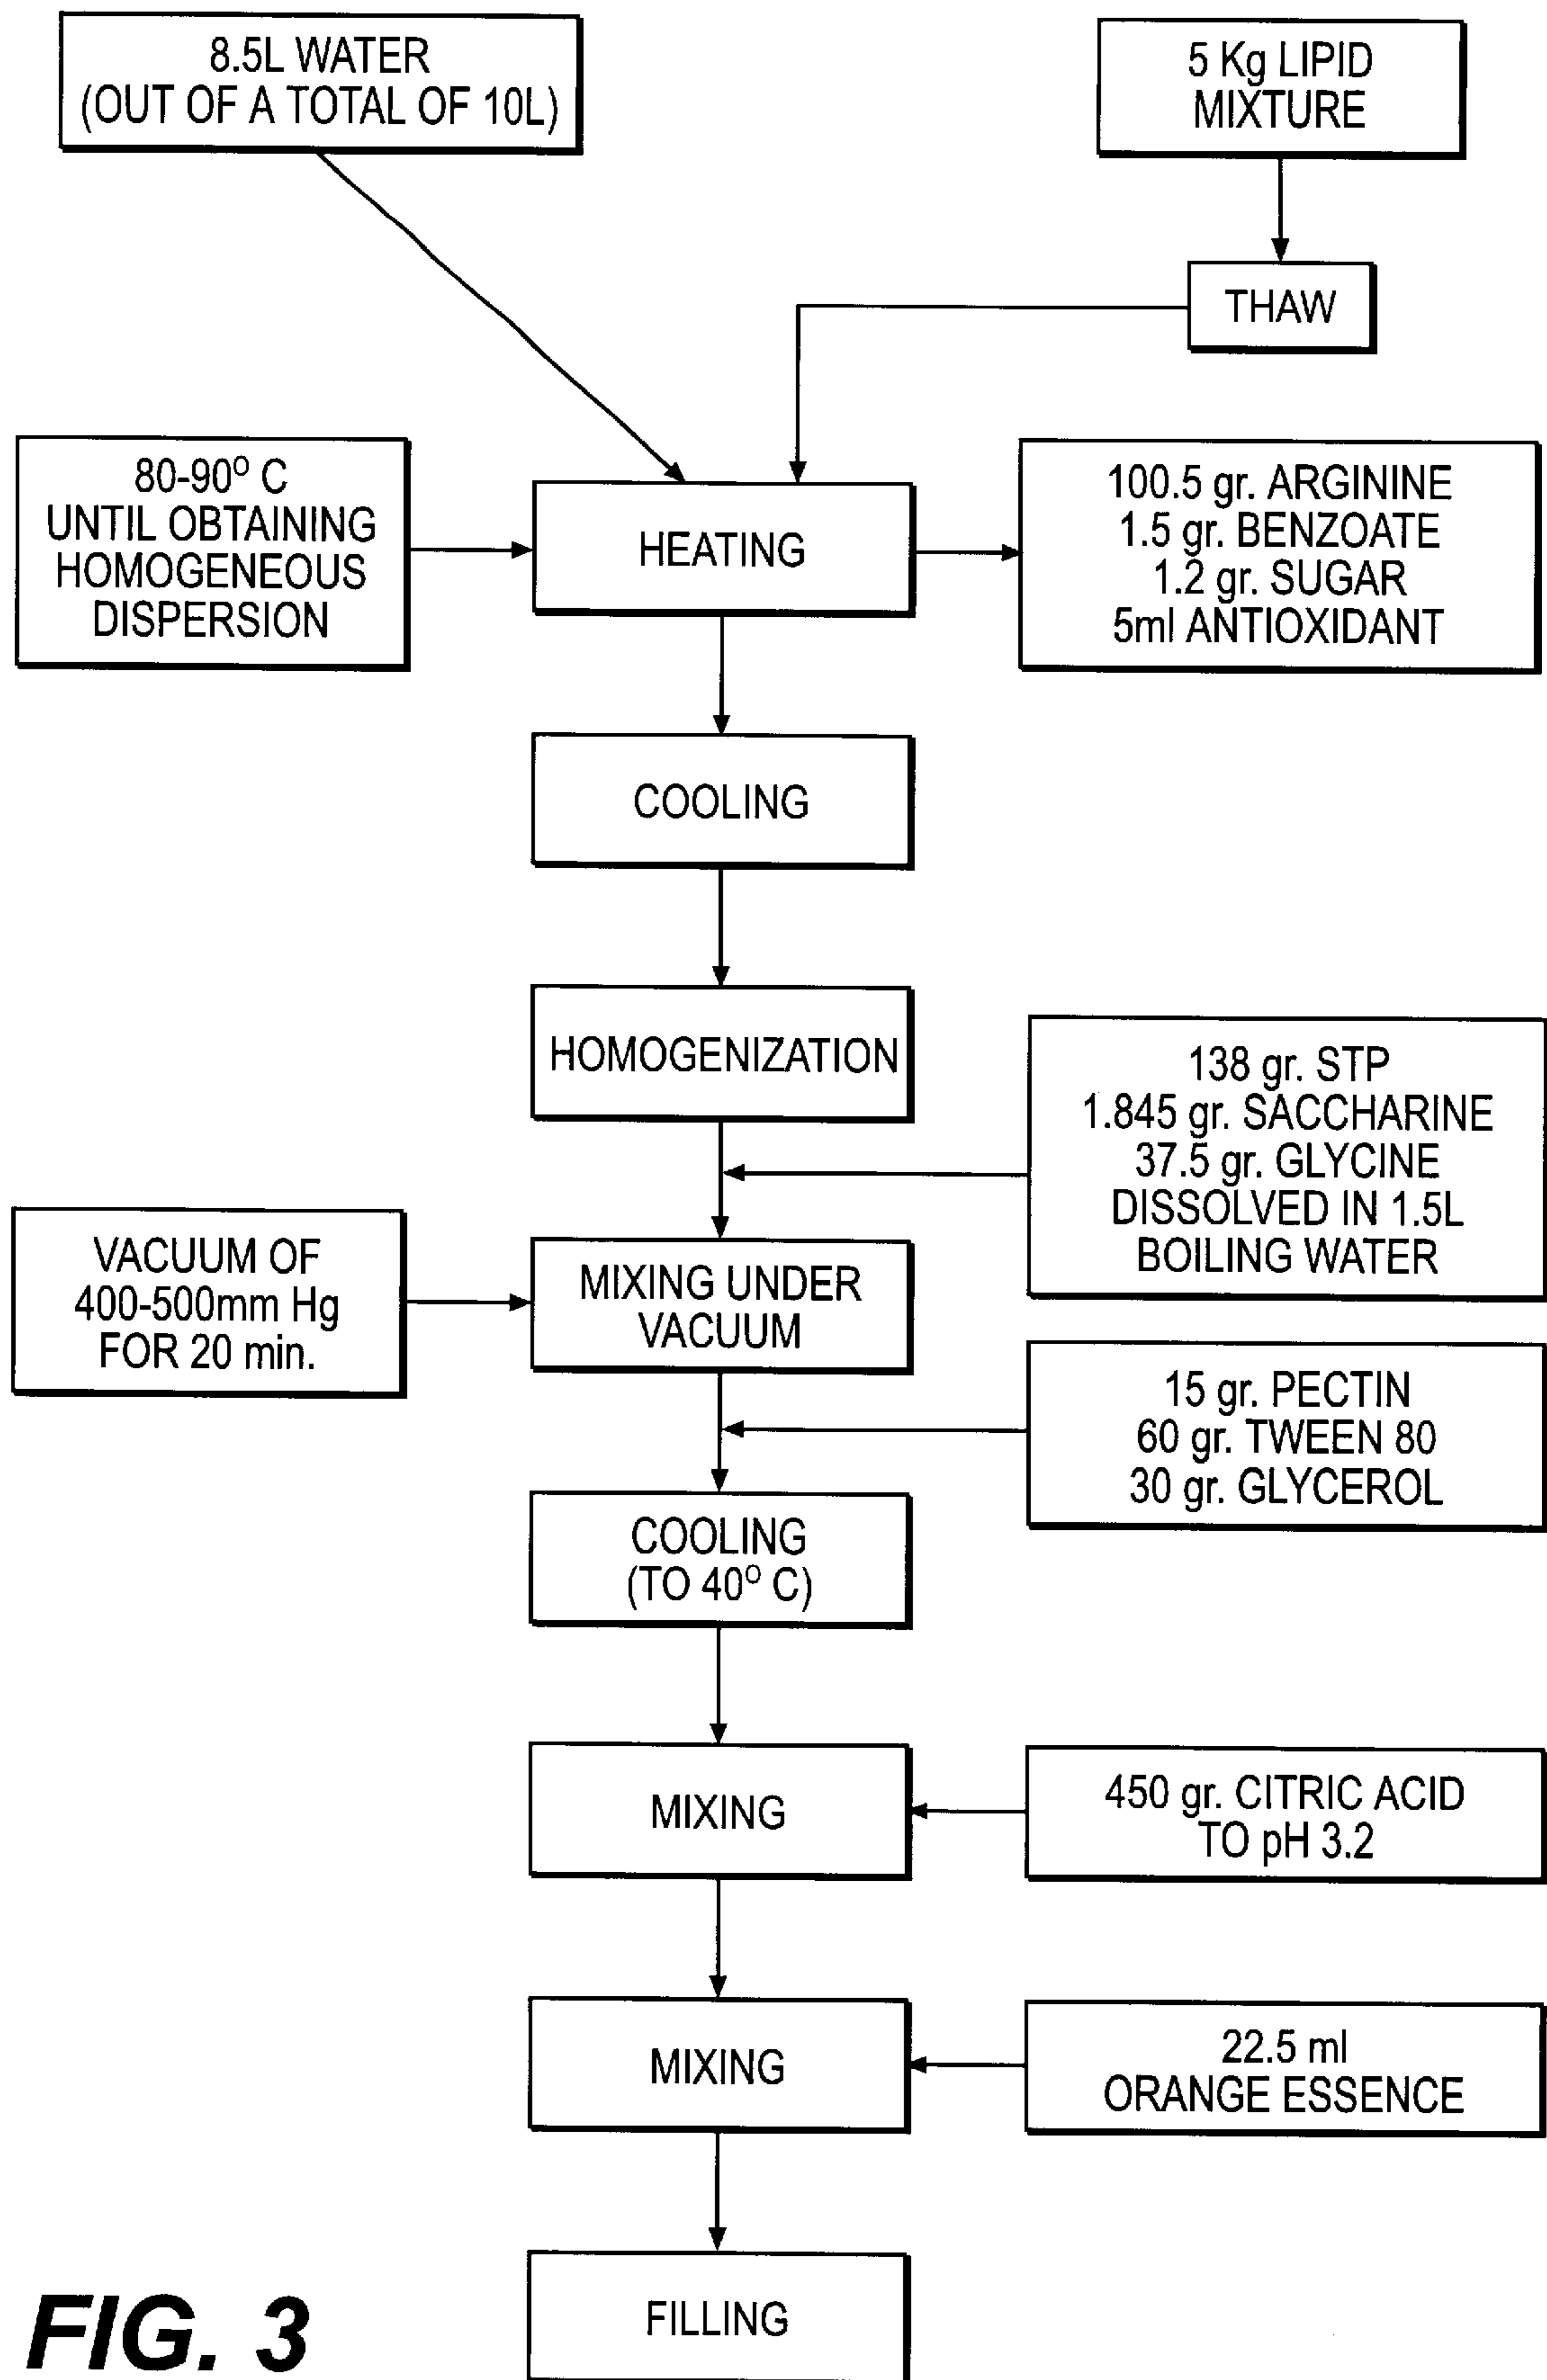 8.5L WATER
(OUT OF A TOTAL OF 10L)
5 Kg LIPID
MIXTURE
THAW
80-90º C
UNTIL OBTAINING
HOMOGENEOUS
DISPERSION
HEATING
100.5 gr. ARGININE
1.5 gr. BENZOATE
1.2 gr. SUGAR
5ml ANTIOXIDANT
COOLING
HOMOGENIZATION
138 gr. STP
1.845 gr. SACCHARINE
37.5 gr. GLYCINE
DISSOLVED IN 1.5L
BOILING WATER
VACUUM OF
400-500mm Hg
FOR 20 min.
MIXING UNDER
VACUUM
15 gr. PECTIN
60 gr. TWEEN 80
30 gr. GLYCEROL
COOLING
(TO 40º C)
MIXING
450 gr. CITRIC ACID
TO pH 3.2
MIXING
22.5 ml
ORANGE ESSENCE
FILLING
FIG. 3